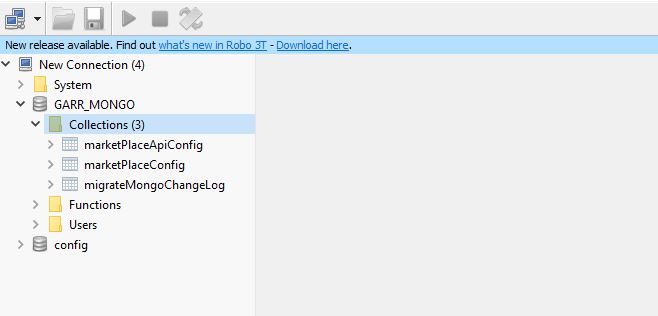 New release available. Find out what's new in Robo 3T - Download here.
New Connection (4)
System
GARR_MONGO
Collections (3)
marketPlaceApiConfig
marketPlaceConfig
migrateMongoChangeLog
Functions
Users
config